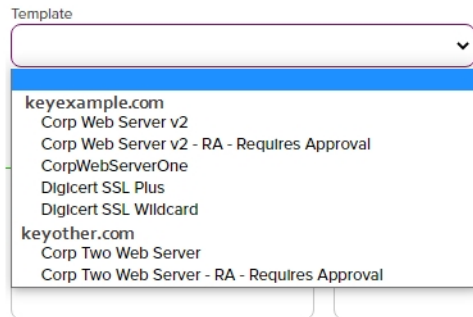 Template
keyexample.com
Corp Web Server v2
Corp Web Server v2 - RA - Requires Approval
CorpWebServerOne
Digicert SSL Plus
Digicert SSL Wildcard
keyother.com
Corp Two Web Server
Corp Two Web Server - RA - Requires Approval